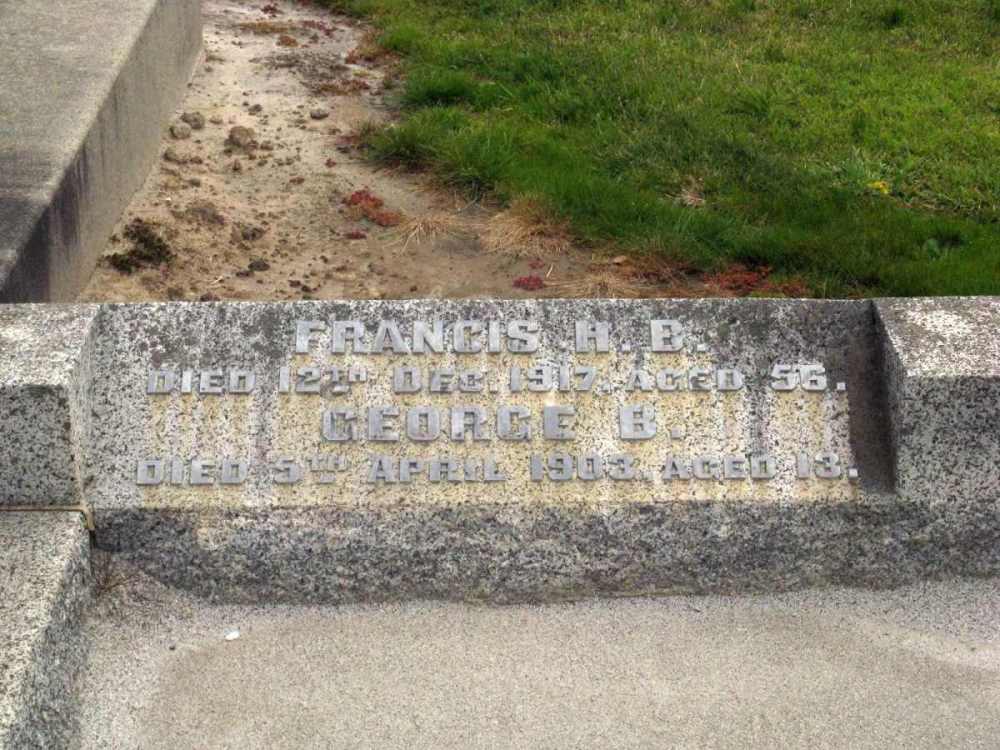 FRANCIS H. B.
DIED 12TH DEC. 1917, AGED 56.
GEORGE B.
DIED 5TH APRIL 1903, AGED 13.